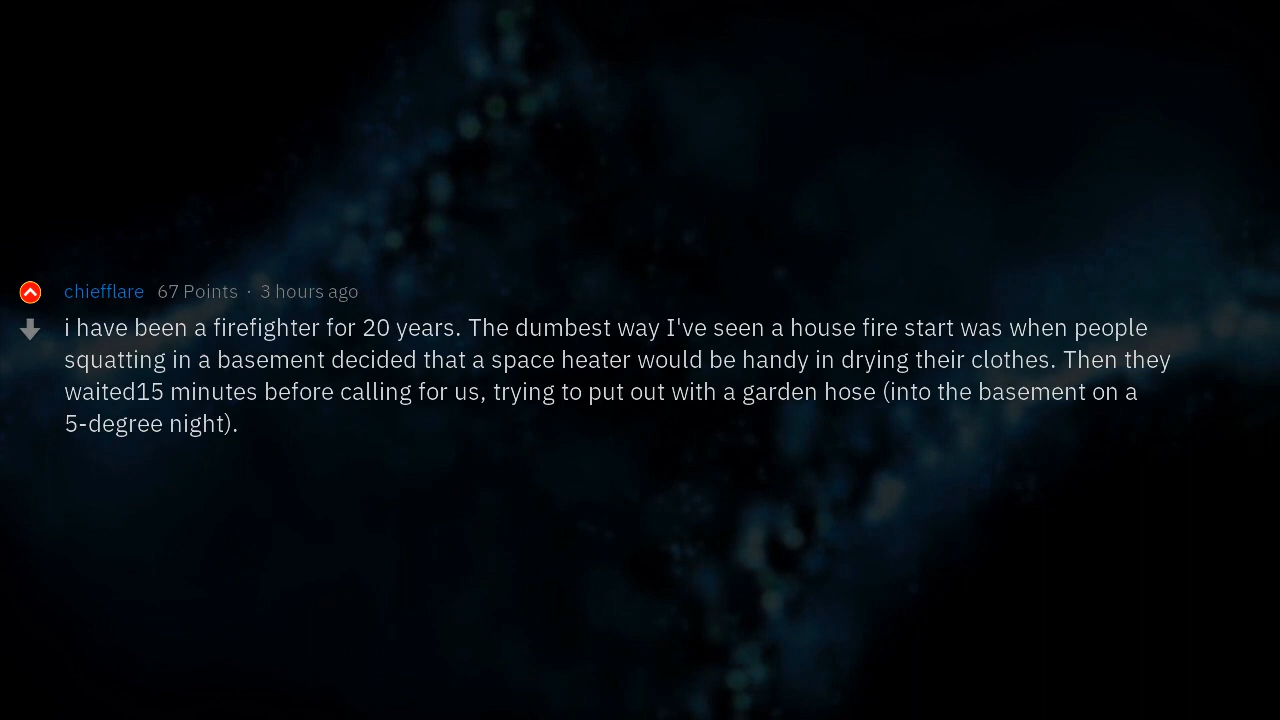 chiefflare 67 Points · 3 hours ago
i have been a firefighter for 20 years. The dumbest way I've seen a house fire start was when people
squatting in a basement decided that a space heater would be handy in drying their clothes. Then they
waited15 minutes before calling for us, trying to put out with a garden hose (into the basement on a
5-degree night).